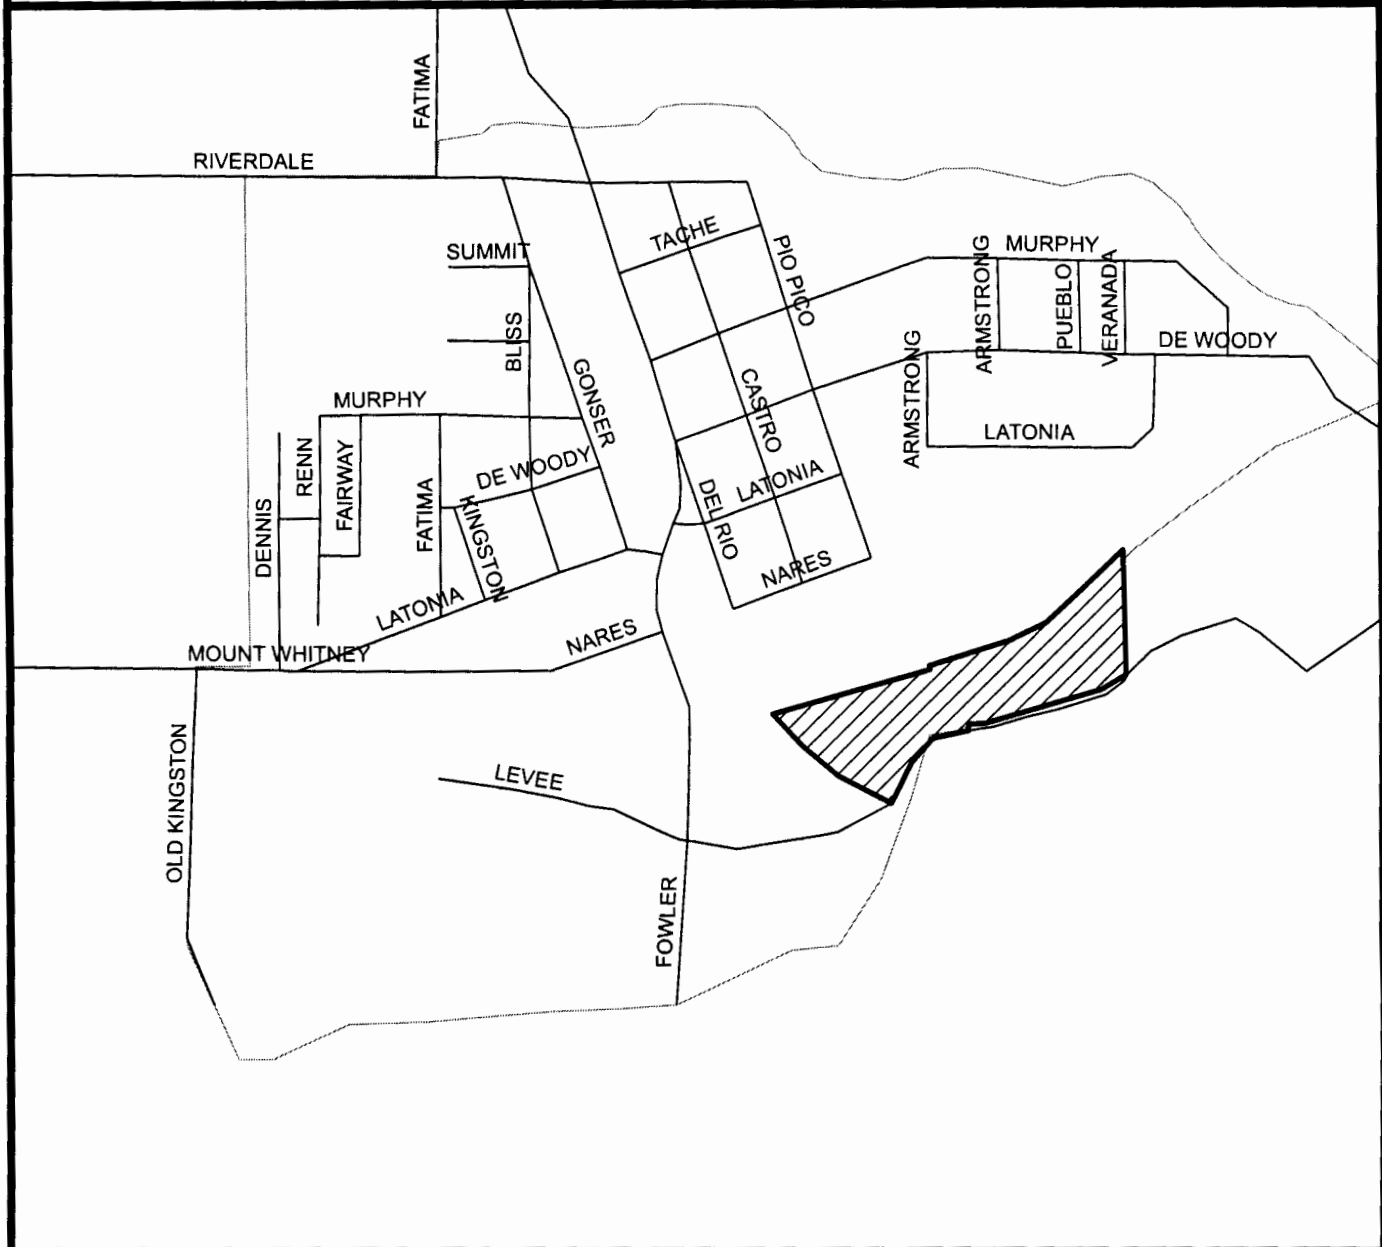 FATIMA
RIVERDALE
TACHE
SUMMIT
PIO PICO
ARMSTRONG
MURPHY
PUEBLO
VERANADA
DE WOODY
BLISS
GONSER
CASTRO
ARMSTRONG
MURPHY
LATONIA
RENN
FAIRWAY
DE WOODY
LATONIA
DENNIS
FATIMA
KINGSTON
DEL RIO
NARES
LATONIA
NARES
MOUNT WHITNEY
OLD KINGSTON
LEVEE
FOWLER